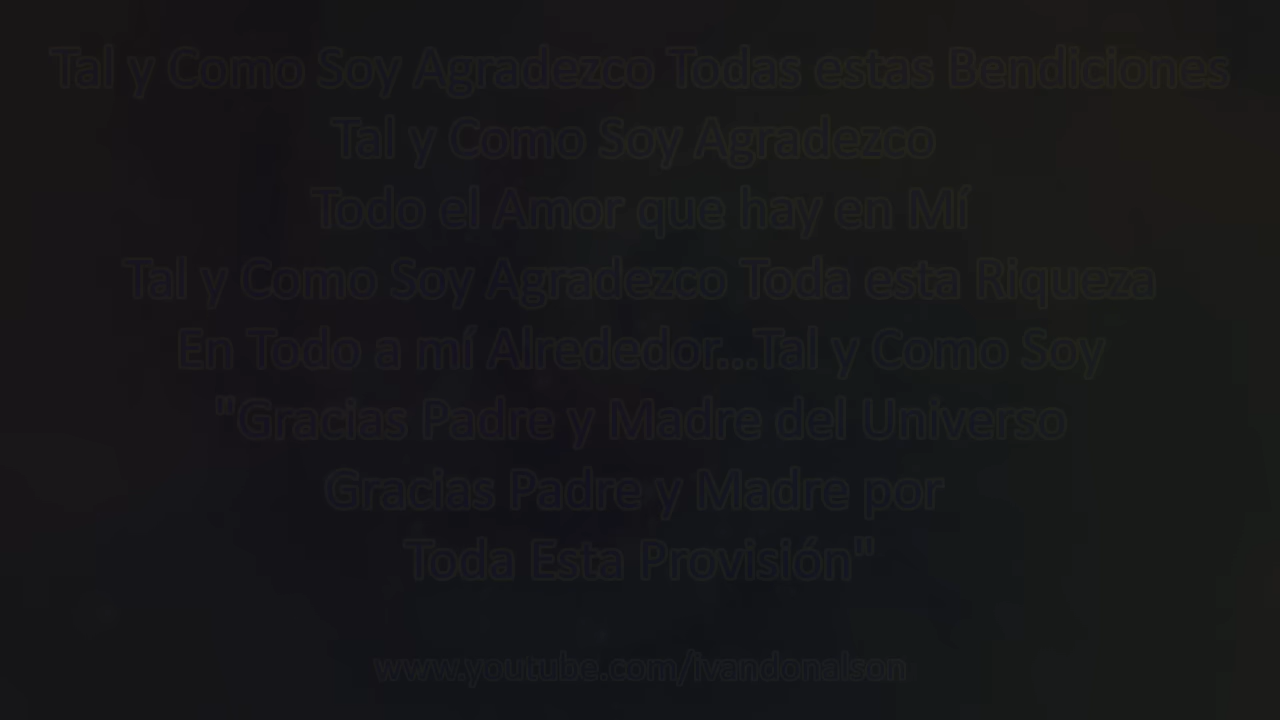 Tal y Como Soy Agradezco Todas estas Bendiciones
Tal y Como Soy Agradezco
Todo el Amor que hay en Mí
Tal y Como Soy Agradezco Toda esta Riqueza
En Todo a mí Alrededor...Tal y Como Soy
"Gracias Padre y Madre del Universo
Gracias Padre y Madre por
Toda Esta Provisión"
www.youtube.com/ivandonalson